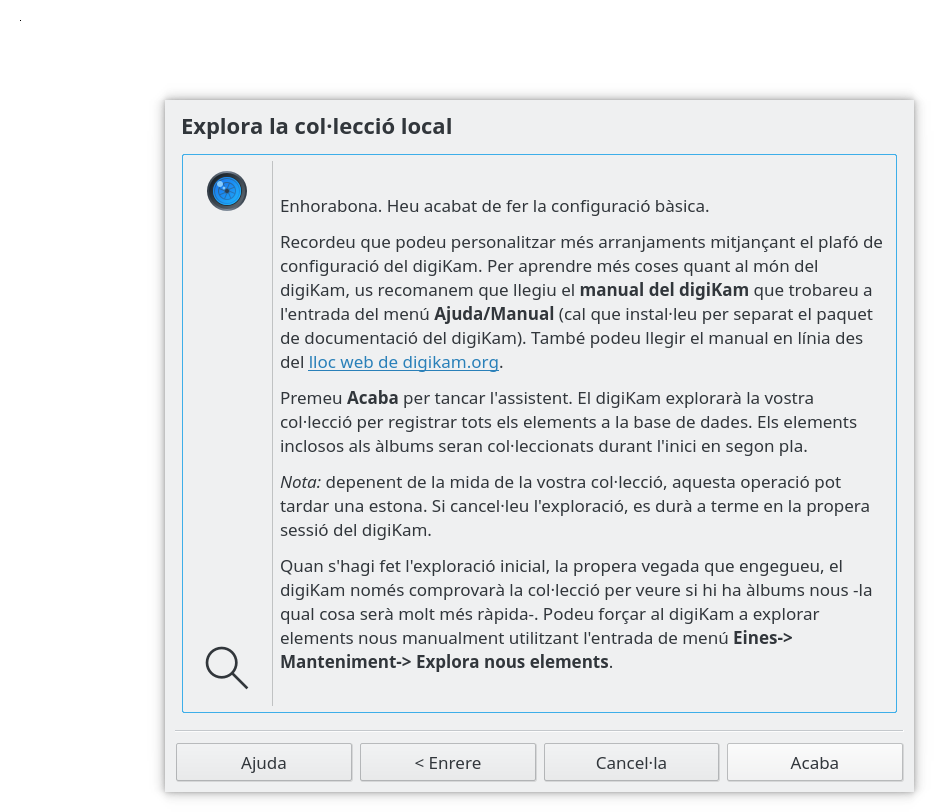 Explora la col·lecció local
Enhorabona. Heu acabat de fer la configuració bàsica.
Recordeu que podeu personalitzar més arranjaments mitjançant el plafó de
configuració del digiKam. Per aprendre més coses quant al món del
digiKam, us recomanem que llegiu el manual del digiKam que trobareu a
l'entrada del menú Ajuda/Manual (cal que instal·leu per separat el paquet
de documentació del digiKam). També podeu llegir el manual en línia des
del lloc web de digikam.org.
Premeu Acaba per tancar l'assistent. El digiKam explorarà la vostra
col·lecció per registrar tots els elements a la base de dades. Els elements
inclosos als àlbums seran col·leccionats durant l'inici en segon pla.
Nota: depenent de la mida de la vostra col·lecció, aquesta operació pot
tardar una estona. Si cancel·leu l'exploració, es durà a terme en la propera
sessió del digiKam.
Quan s'hagi fet l'exploració inicial, la propera vegada que engegueu, el
digiKam només comprovarà la col·lecció per veure si hi ha àlbums nous -la
qual cosa serà molt més ràpida-. Podeu forçar al digiKam a explorar
elements nous manualment utilitzant l'entrada de menú Eines->
Manteniment-> Explora nous elements.
Ajuda
< Enrere
Cancel·la
Acaba